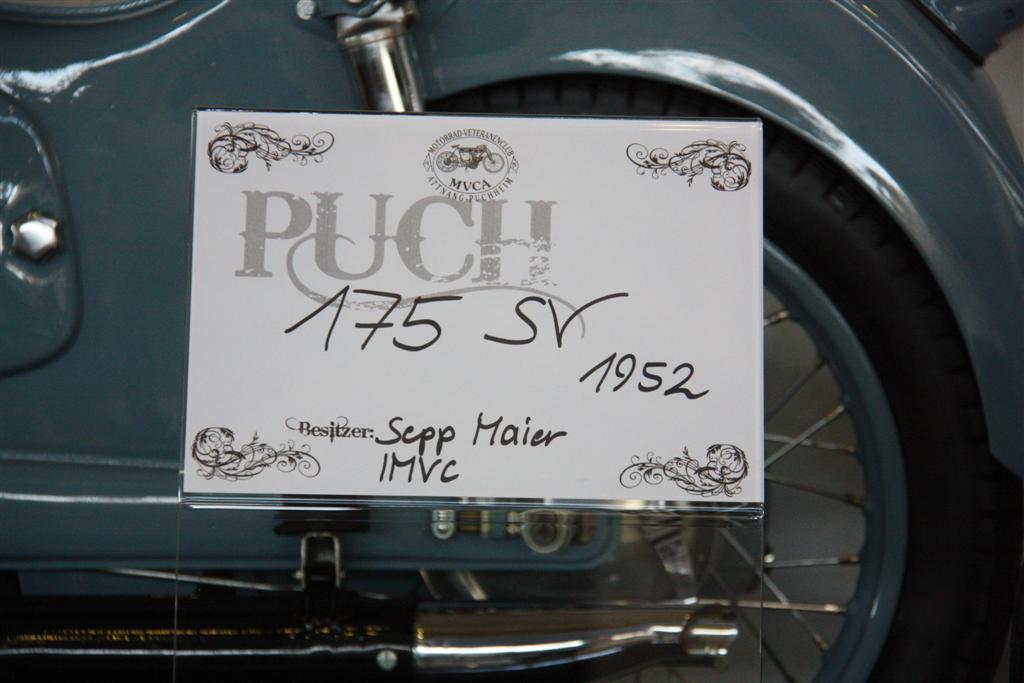 MOTORRAD-VETERANENCLUB
MVCA
ATTNANG-PUCHHEIM
PUCH
175 SV
1952
Besitzer: Sepp Maier
IMVC